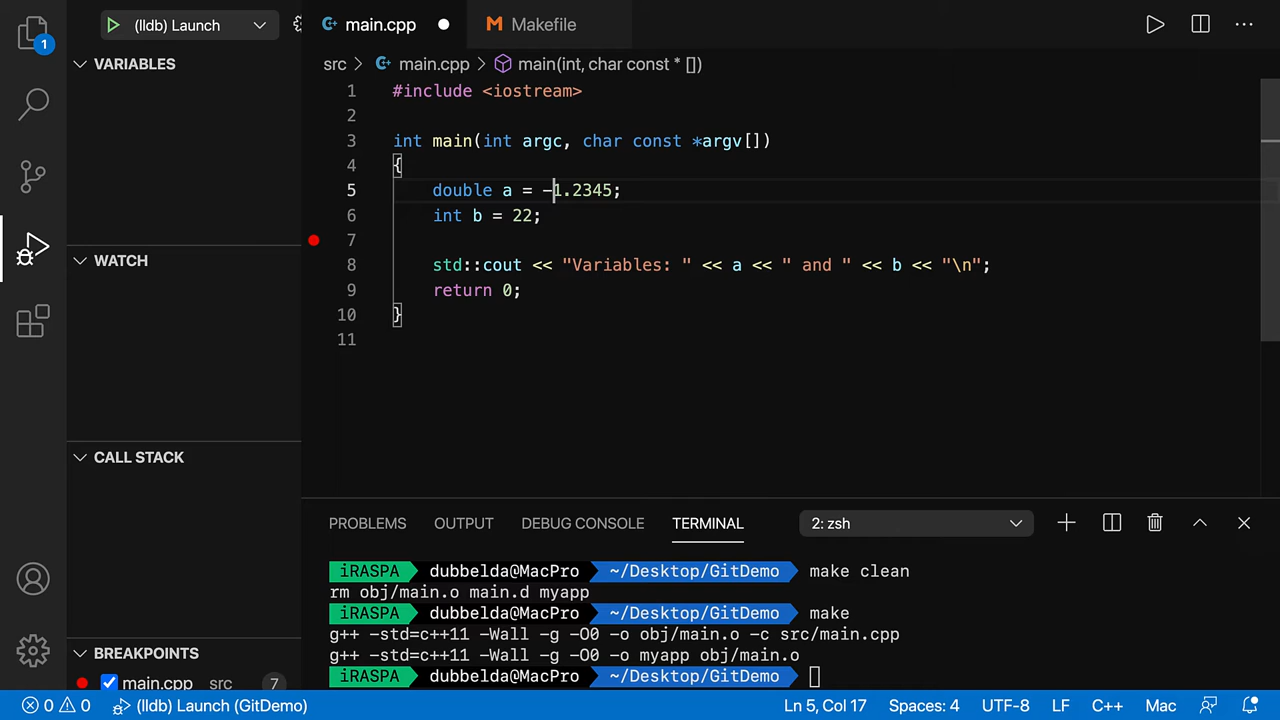 (lldb) Launch
main.cpp
Makefile
1
VARIABLES
src main.cpp main(int, char const * [])
1 #include <iostream>
2
3 int main(int argc, char const *argv[])
4 {
5 double a = -1.2345;
6 int b = 22;
7
8 std::cout << "Variables: " << a << " and " << b << "\n";
9 return 0;
10 }
11
WATCH
CALL STACK
PROBLEMS OUTPUT DEBUG CONSOLE TERMINAL 2: zsh
iRASPA dubbelda@MacPro ~/Desktop/GitDemo make clean
rm obj/main.o main.d myapp
iRASPA dubbelda@MacPro ~/Desktop/GitDemo make
g++ -std=c++11 -Wall -g -O0 -o obj/main.o -c src/main.cpp
g++ -std=c++11 -Wall -g -O0 -o myapp obj/main.o
iRASPA dubbelda@MacPro ~/Desktop/GitDemo
BREAKPOINTS
main.cpp src 7
0 0 (lldb) Launch (GitDemo) Ln 5, Col 17 Spaces: 4 UTF-8 LF C++ Mac